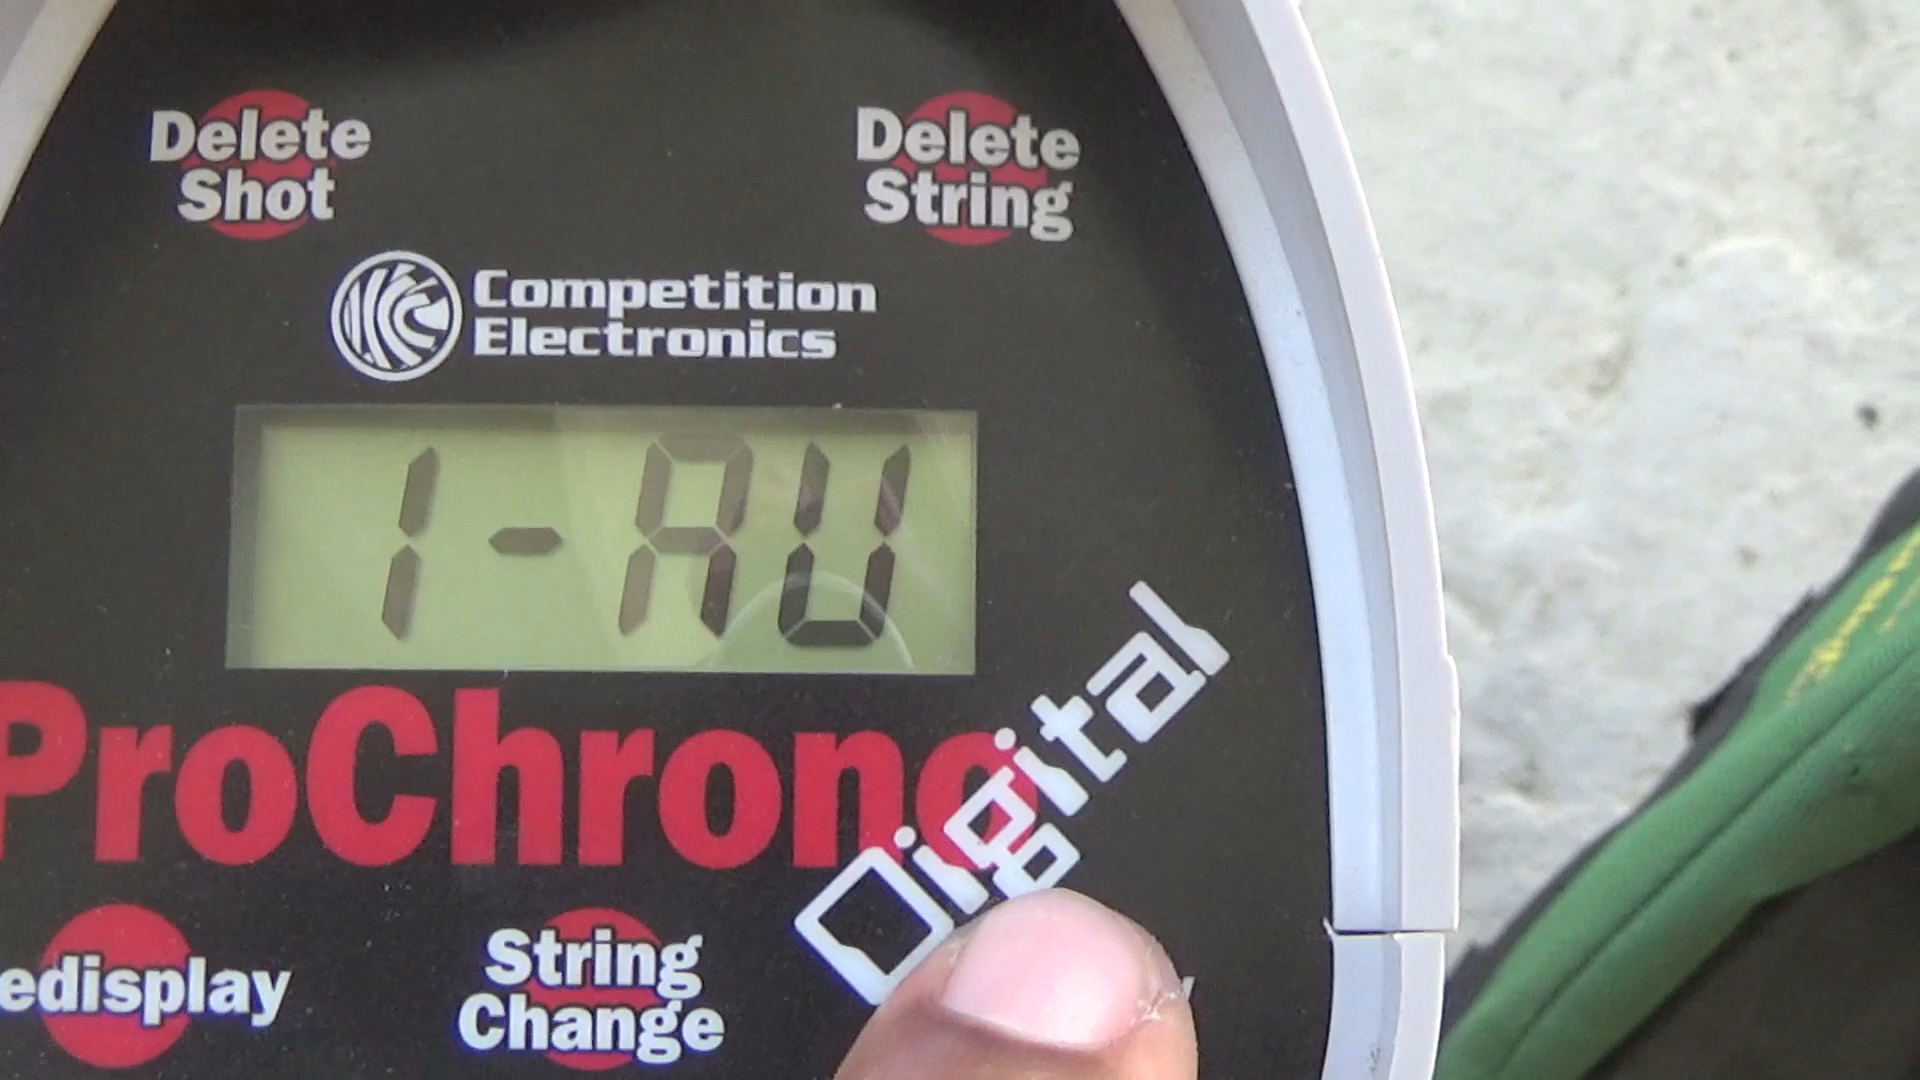 Delete
Shot
Delete
String
Competition
Electronics
1-AU
ProChrono
Digital
edisplay
String
Change